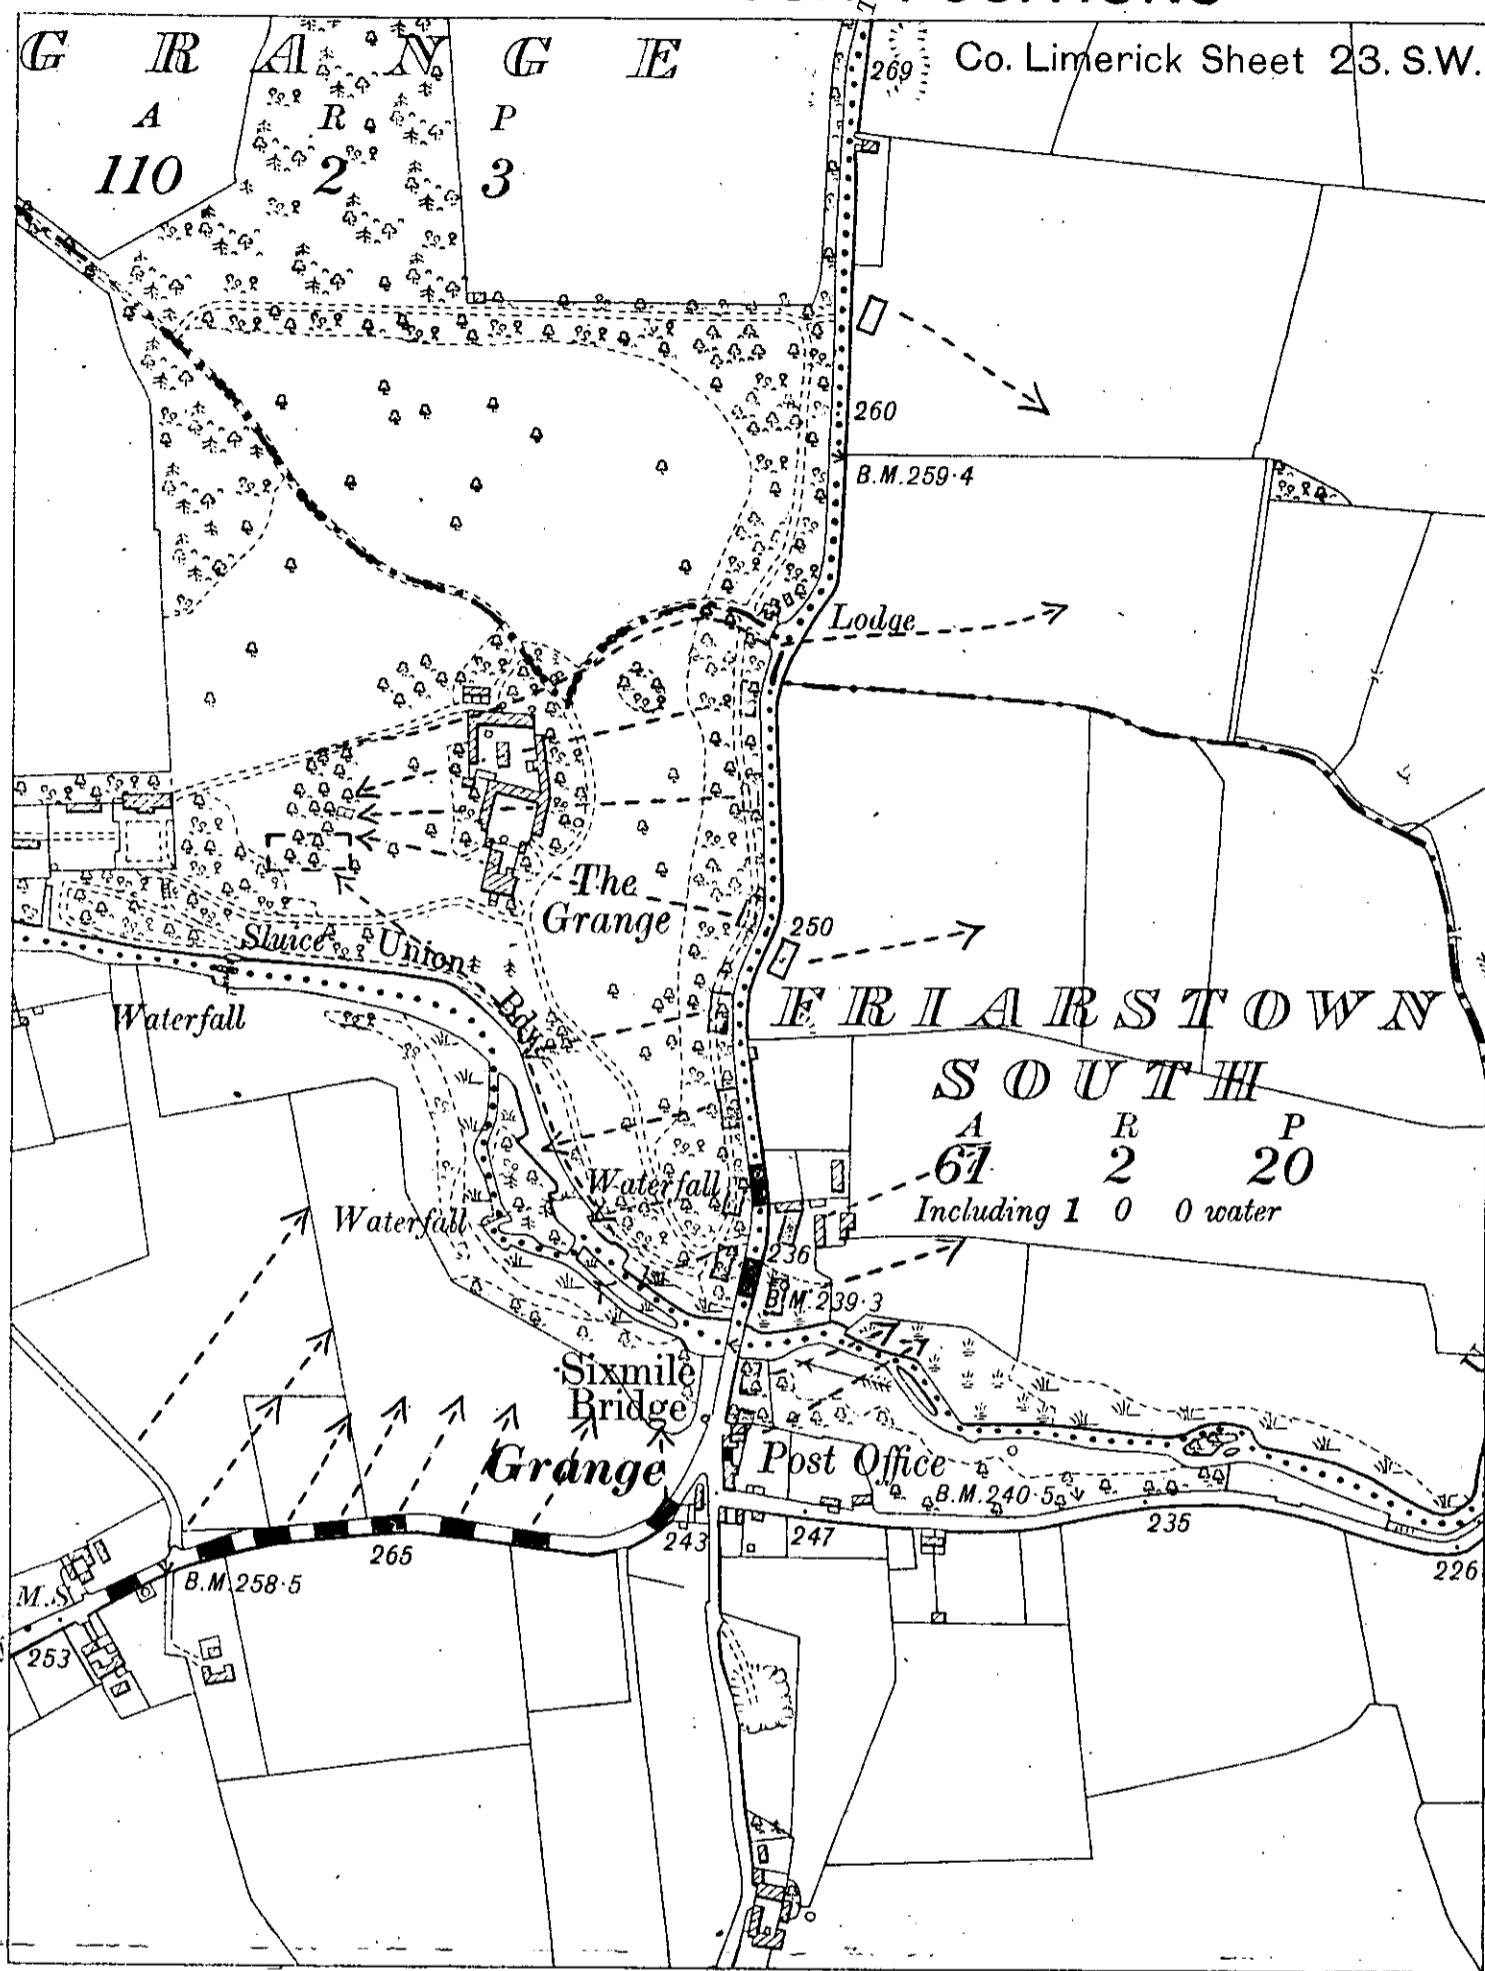 Co. Limerick Sheet 23. S.W.
GRANGE
A R P
110 2 3
269
260
B.M.259·4
Lodge
The
Grange
250
Sluice
Union Bdy.
Waterfall
FRIARSTOWN
SOUTH
A R P
61 2 20
Including 1 0 0 water
Waterfall
Waterfall
236
B.M.239·3
Sixmile
Bridge
Grange
Post Office
B.M.240·5
265
243
247
235
226
B.M.258·5
M.S
253
U